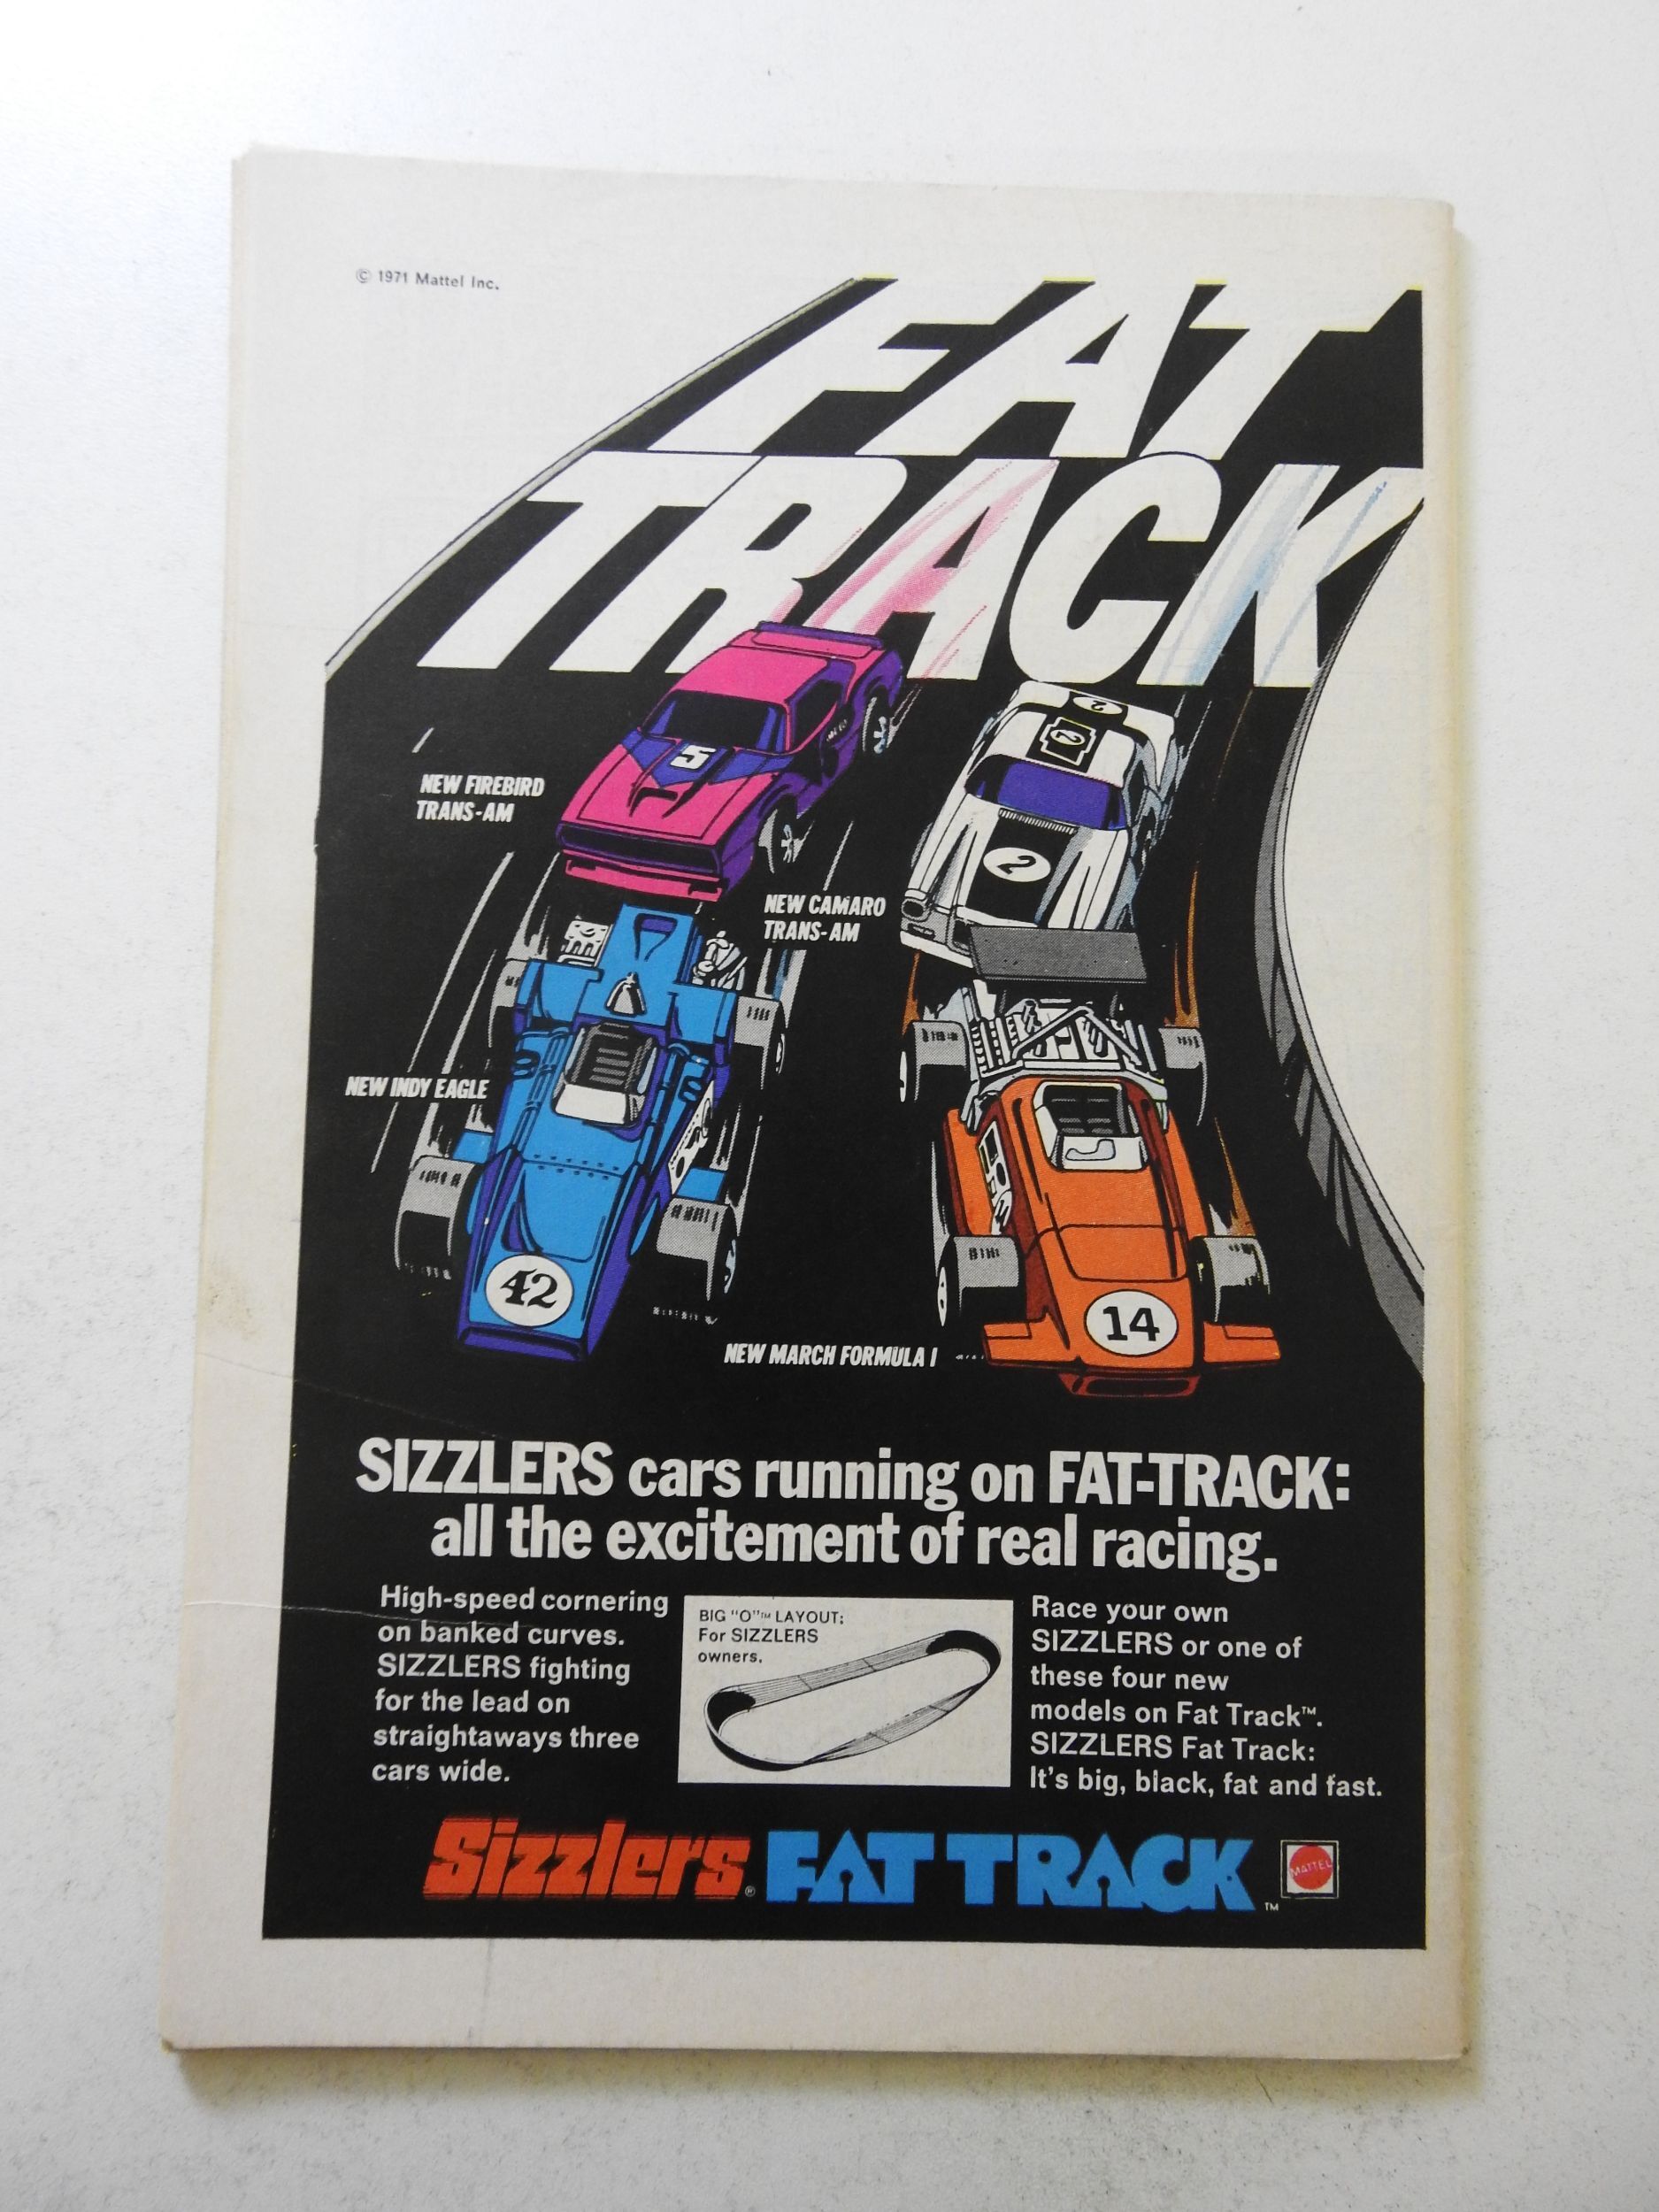 © 1971 Mattel Inc.
FAT
TRACK
5
2
2
2
NEW FIREBIRD
TRANS-AM
NEW CAMARO
TRANS-AM
NEW INDY EAGLE
42
14
NEW MARCH FORMULA I
SIZZLERS cars running on FAT-TRACK:
all the excitement of real racing.
High-speed cornering
on banked curves.
SIZZLERS fighting
for the lead on
straightaways three
cars wide.
BIG "O"™ LAYOUT:
For SIZZLERS
owners.
Race your own
SIZZLERS or one of
these four new
models on Fat Track™.
SIZZLERS Fat Track:
It's big, black, fat and fast.
Sizzlers® FAT TRACK™
MATTEL